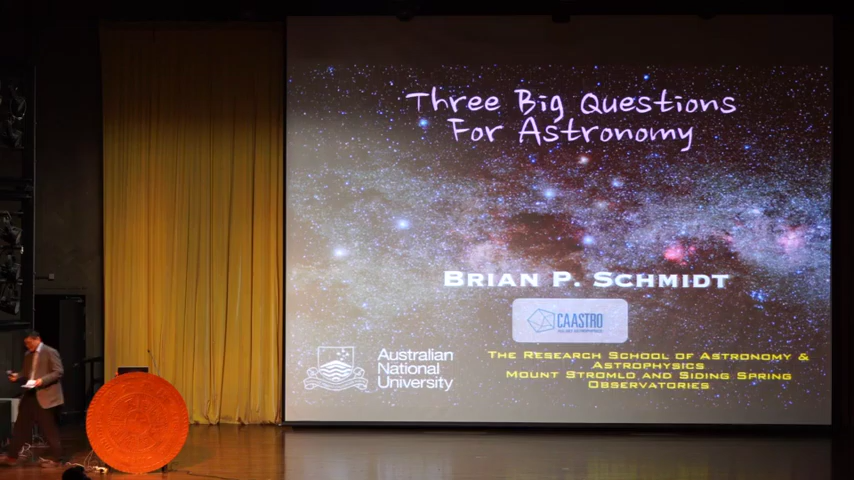 Three Big Questions
For Astronomy
BRIAN P. SCHMIDT
CAASTRO
Australian
National
University
THE RESEARCH SCHOOL OF ASTRONOMY &
ASTROPHYSICS
MOUNT STROMLO AND SIDING SPRING
OBSERVATORIES